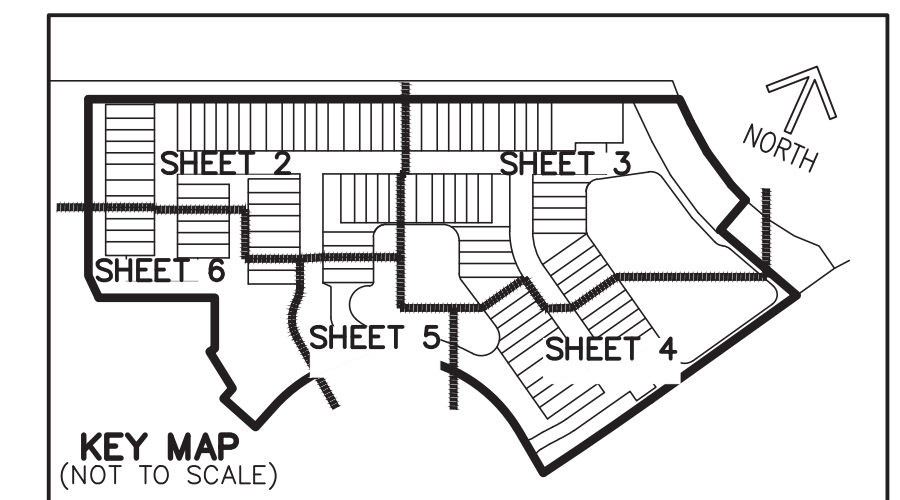 NORTH
SHEET 2
SHEET 3
SHEET 6
SHEET 5
SHEET 4
KEY MAP
(NOT TO SCALE)